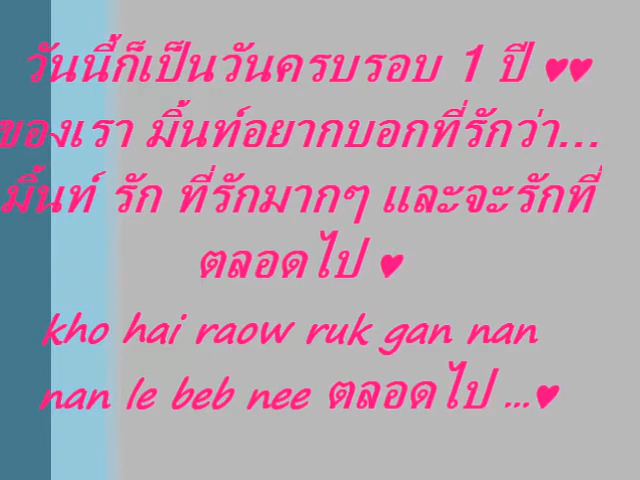 วันนี้ก็เป็นวันครบรอบ 1 ปี ♥♥
ของเรา มิ้นท์อยากบอกที่รักว่า...
มิ้นท์ รัก ที่รักมากๆ และจะรักที่
ตลอดไป ♥
kho hai raow ruk gan nan
nan le beb nee ตลอดไป ...♥